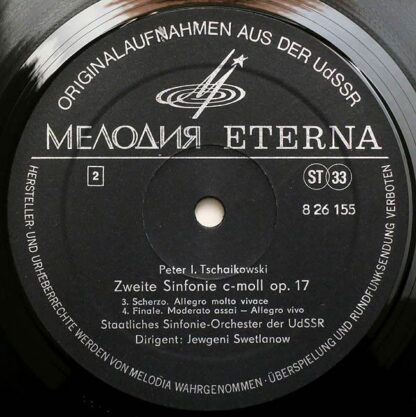 ORIGINALAUFNAHMEN AUS DER UdSSR
МЕЛОДИЯ ETERNA
2
ST 33
8 26 155
Peter I. Tschaikowski
Zweite Sinfonie c-moll op. 17
3. Scherzo. Allegro molto vivace
4. Finale. Moderato assai – Allegro vivo
Staatliches Sinfonie-Orchester der UdSSR
Dirigent: Jewgeni Swetlanow
HERSTELLER- UND URHEBERRECHTE WERDEN VON MELODIA WAHRGENOMMEN · ÜBERSPIELUNG UND RUNDFUNKSENDUNG VERBOTEN